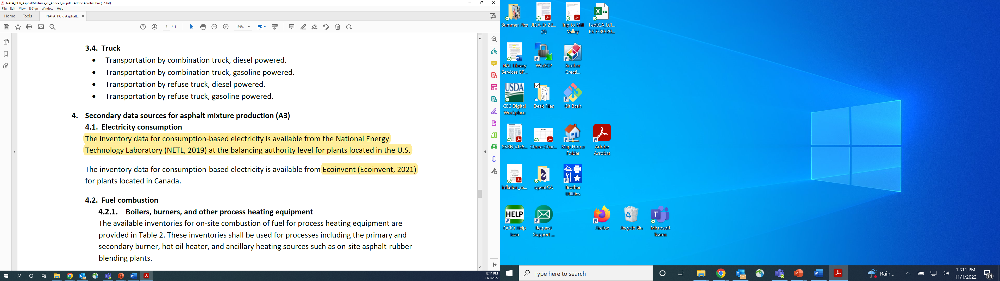 NAPA_PCR_AsphaltMixtures_v2_Annex1_v2.pdf - Adobe Acrobat Pro (32-bit)
File Edit View E-Sign Window Help
Home Tools NAPA_PCR_Asphalt... ×
8 / 11 189%
3.4. Truck
• Transportation by combination truck, diesel powered.
• Transportation by combination truck, gasoline powered.
• Transportation by refuse truck, diesel powered.
• Transportation by refuse truck, gasoline powered.
4. Secondary data sources for asphalt mixture production (A3)
4.1. Electricity consumption
The inventory data for consumption-based electricity is available from the National Energy
Technology Laboratory (NETL, 2019) at the balancing authority level for plants located in the U.S.
The inventory data for consumption-based electricity is available from Ecoinvent (Ecoinvent, 2021)
for plants located in Canada.
4.2. Fuel combustion
4.2.1. Boilers, burners, and other process heating equipment
The available inventories for on-site combustion of fuel for process heating equipment are
provided in Table 2. These inventories shall be used for processes including the primary and
secondary burner, hot oil heater, and ancillary heating sources such as on-site asphalt-rubber
blending plants.
12:11 PM
11/1/2022
Summer Pics
JLCA-D-22...
(1)
Trip to Mill
Valley
FedLCA_LCI...
EK 7-30-20...
NAL Library
Services BP...
WinSCP
Brother
Creati...
USDA
CEC Digital
Workplace
Desk Files
Git Bash
SSRN-id36...
Chore-Char...
Map Home
Folder
Adobe
Acrobat
inflation_re...
openLCA
Brother
Utilities
HELP
OCIO Help
Icon
Request
Support ...
Firefox
Recycle Bin
Microsoft
Teams
Type here to search
Rain...
12:11 PM
11/1/2022
14